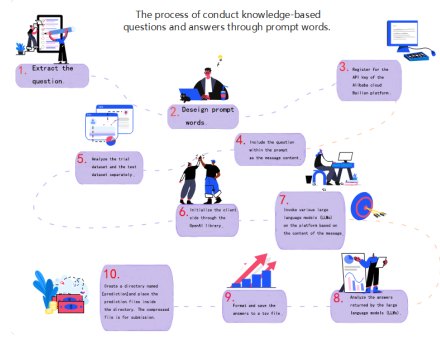 The process of conduct knowledge-based
questions and answers through prompt words.
1. Extract the
question.
2. Deseign prompt
words.
3. Register for the
API key of the
Alibaba cloud
Bailian platform.
4. Include the question
within the prompt
as the message content.
5. Analyze the trial
dataset and the test
dataset separately.
6. Initialize the client
side through the
OpenAI library.
7. Invoke various large
language models (LLMs)
on the platform based on
the content of the message.
8. Analyze the answers
returned by the large
language models (LLMs).
9. Format and save the
answers to a tsv file.
10.
Create a directory named
[prediction]and place the
prediction files inside
the directory. The compressed
file is for submission.